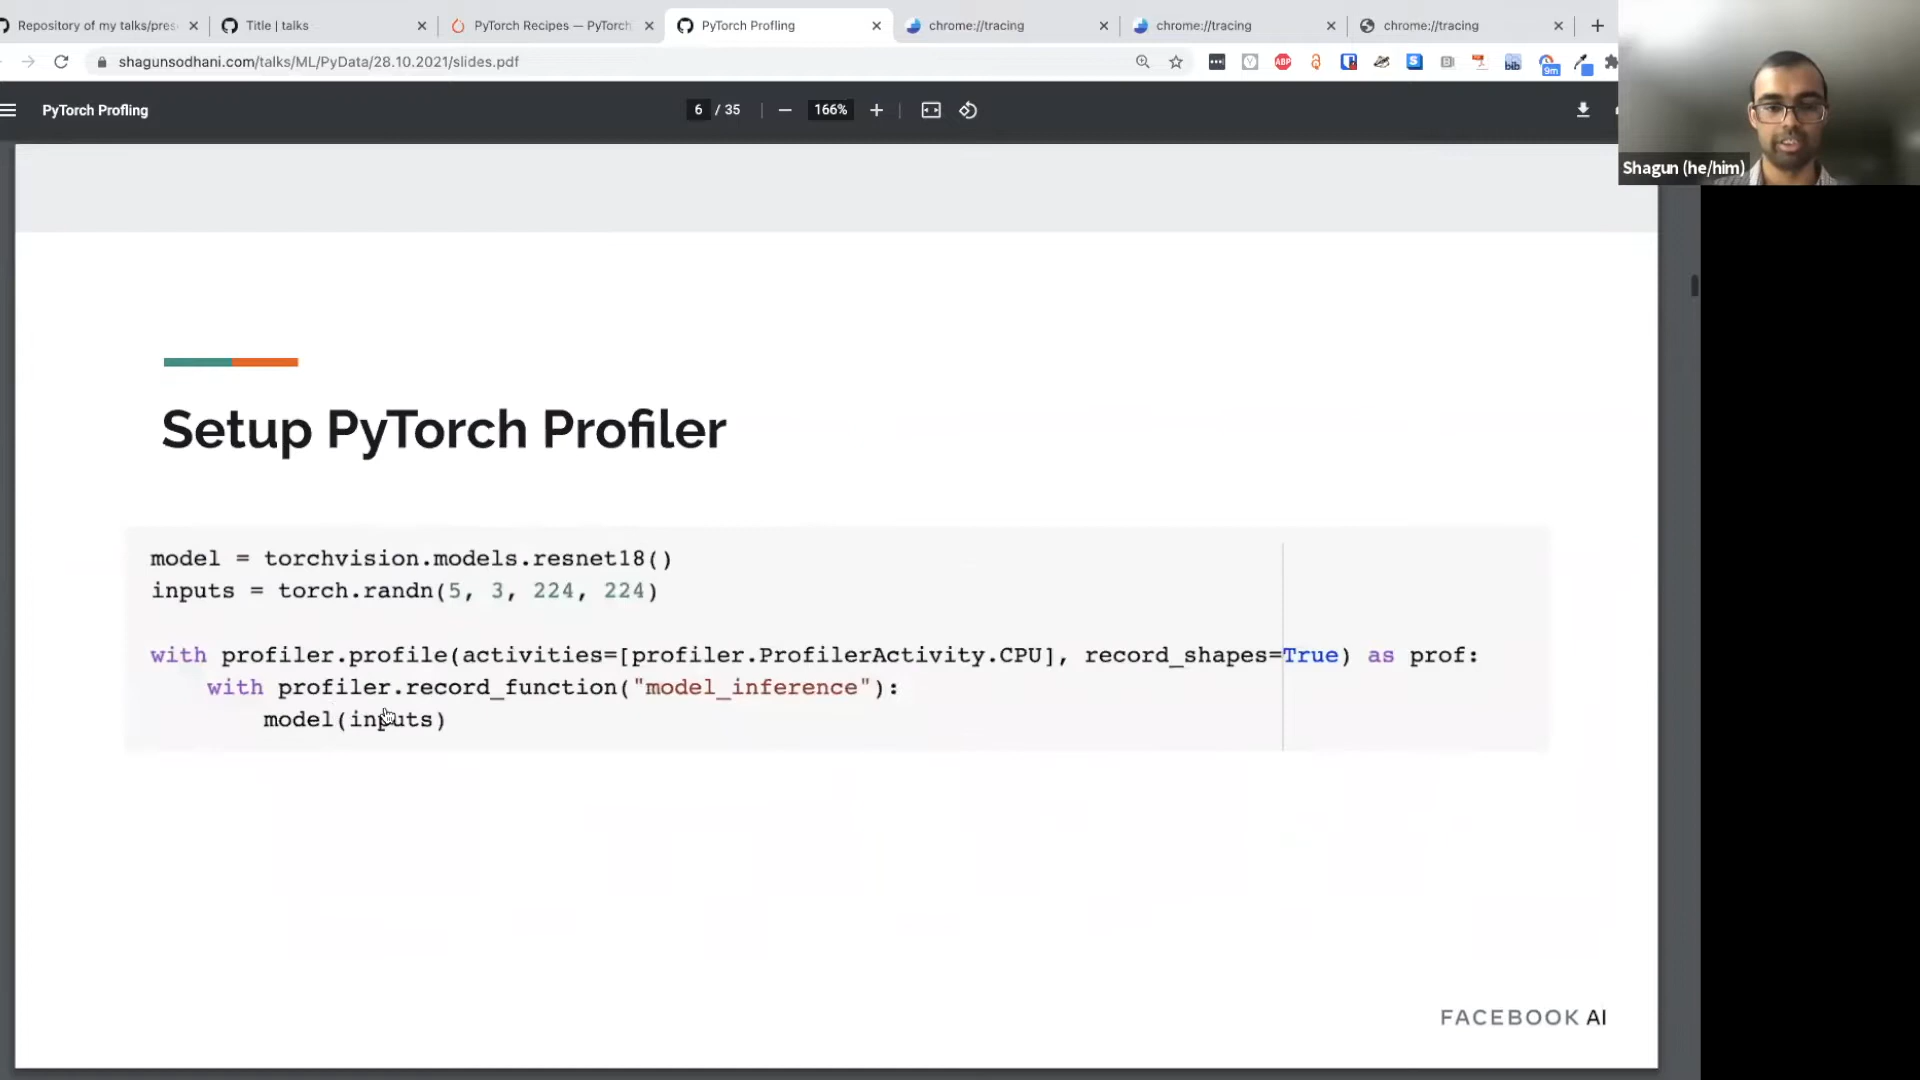 Repository of my talks/pres
Title | talks
PyTorch Recipes — PyTorch
PyTorch Profling
chrome://tracing
chrome://tracing
chrome://tracing
shagunsodhani.com/talks/ML/PyData/28.10.2021/slides.pdf
ABP
bib
9m
PyTorch Profling
6 / 35
166%
Shagun (he/him)
Setup PyTorch Profiler
model = torchvision.models.resnet18()
inputs = torch.randn(5, 3, 224, 224)
with profiler.profile(activities=[profiler.ProfilerActivity.CPU], record_shapes=True) as prof:
with profiler.record_function("model_inference"):
model(inputs)
FACEBOOK AI